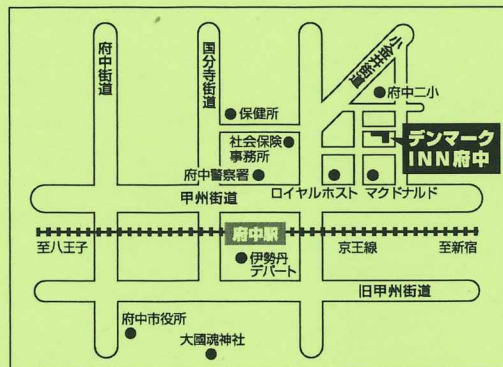 府中街道
国分寺街道
小金井街道
府中二小
保健所
デンマーク
INN府中
社会保険
事務所
府中警察署
ロイヤルホスト
マクドナルド
甲州街道
府中駅
至八王子
京王線
至新宿
伊勢丹
デパート
旧甲州街道
府中市役所
大國魂神社